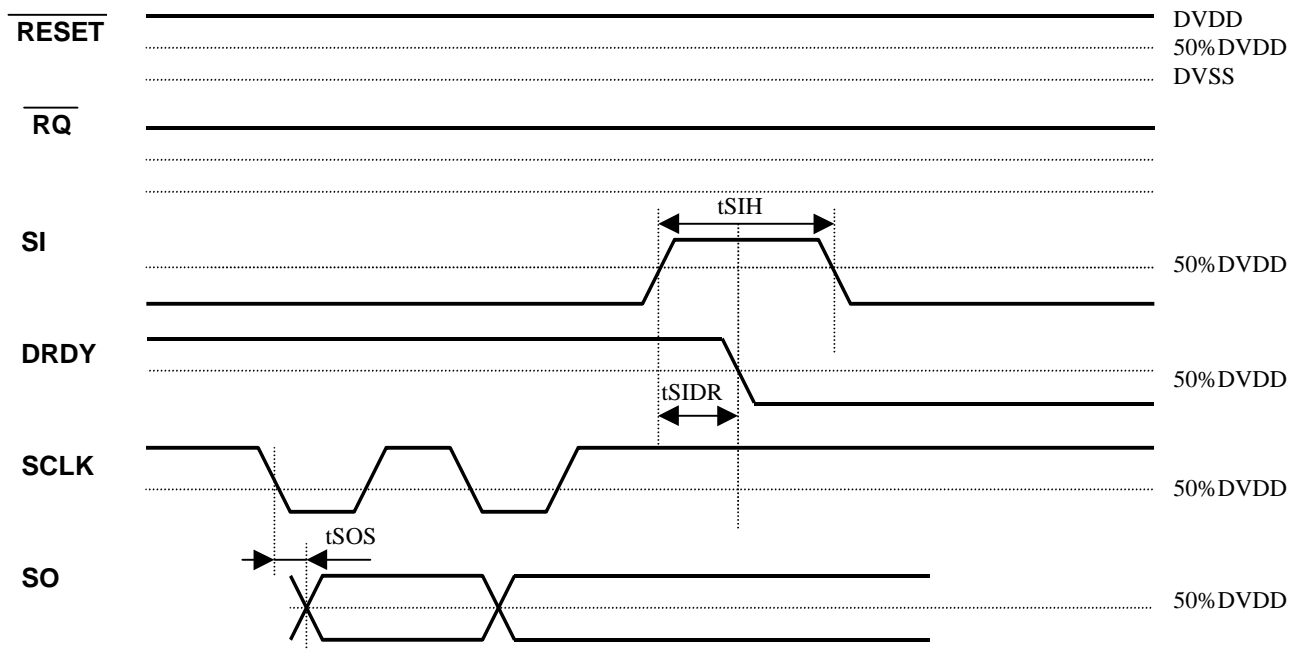 RESET
DVDD
50%DVDD
DVSS
RQ
tSIH
SI
50%DVDD
DRDY
50%DVDD
tSIDR
SCLK
50%DVDD
tSOS
SO
50%DVDD